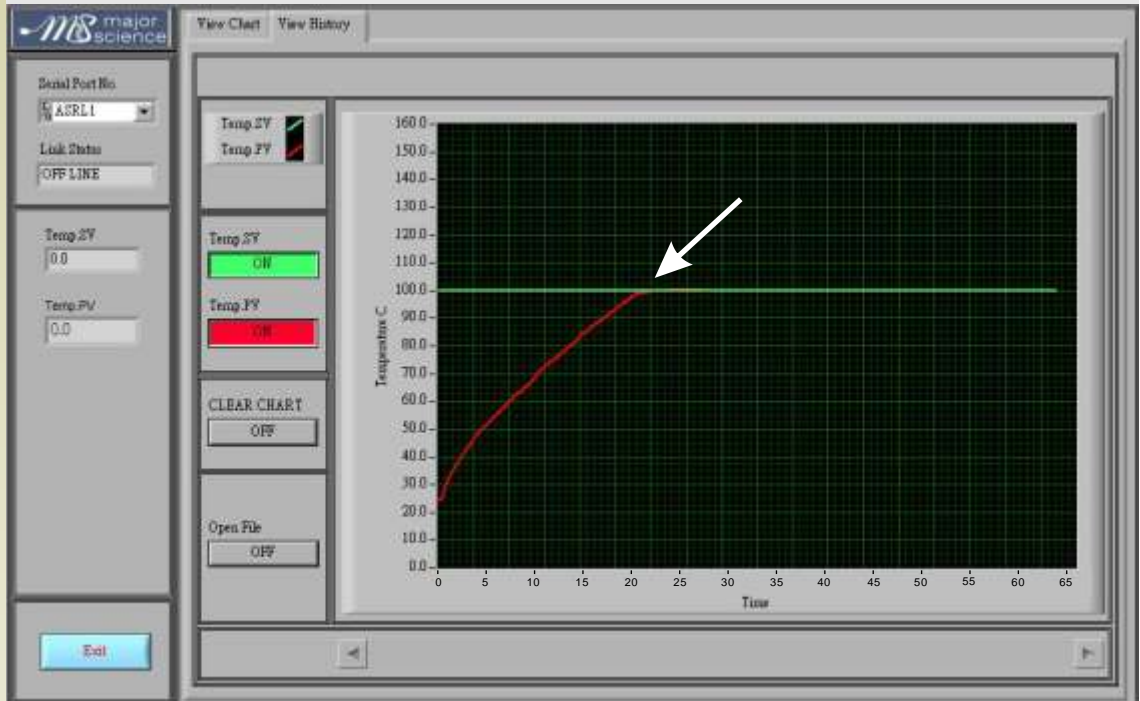 major
science
View Chart
View History
Serial Port No.
ASRL1
Link Status
OFF LINE
Temp.SV
0.0
Temp.PV
0.0
Exit
Temp.SV
Temp.PV
Temp.SV
ON
Temp.PV
ON
CLEAR CHART
OFF
Open File
OFF
Temperature C
160.0
150.0
140.0
130.0
120.0
110.0
100.0
90.0
80.0
70.0
60.0
50.0
40.0
30.0
20.0
10.0
0.0
0 5 10 15 20 25 30 35 40 45 50 55 60 65
Time